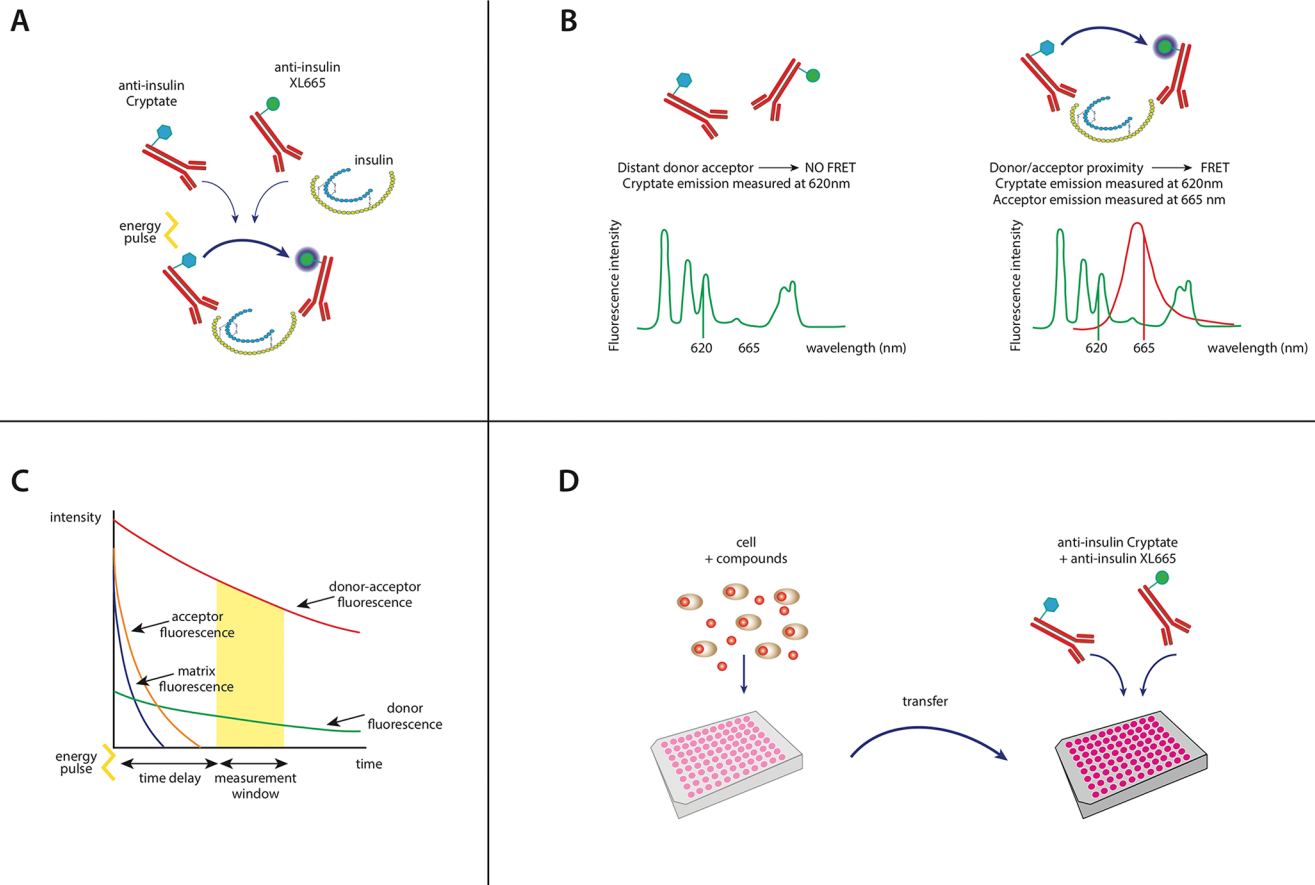 A
anti-insulin
Cryptate
anti-insulin
XL665
insulin
energy
pulse
B
Distant donor acceptor NO FRET
Cryptate emission measured at 620nm
Fluorescence intensity
620
665
wavelength (nm)
Donor/acceptor proximity FRET
Cryptate emission measured at 620nm
Acceptor emission measured at 665 nm
Fluorescence intensity
620
665
wavelength (nm)
C
intensity
donor-acceptor
fluorescence
acceptor
fluorescence
matrix
fluorescence
donor
fluorescence
energy
pulse
time delay
measurement
window
time
D
cell
+ compounds
transfer
anti-insulin Cryptate
+ anti-insulin XL665